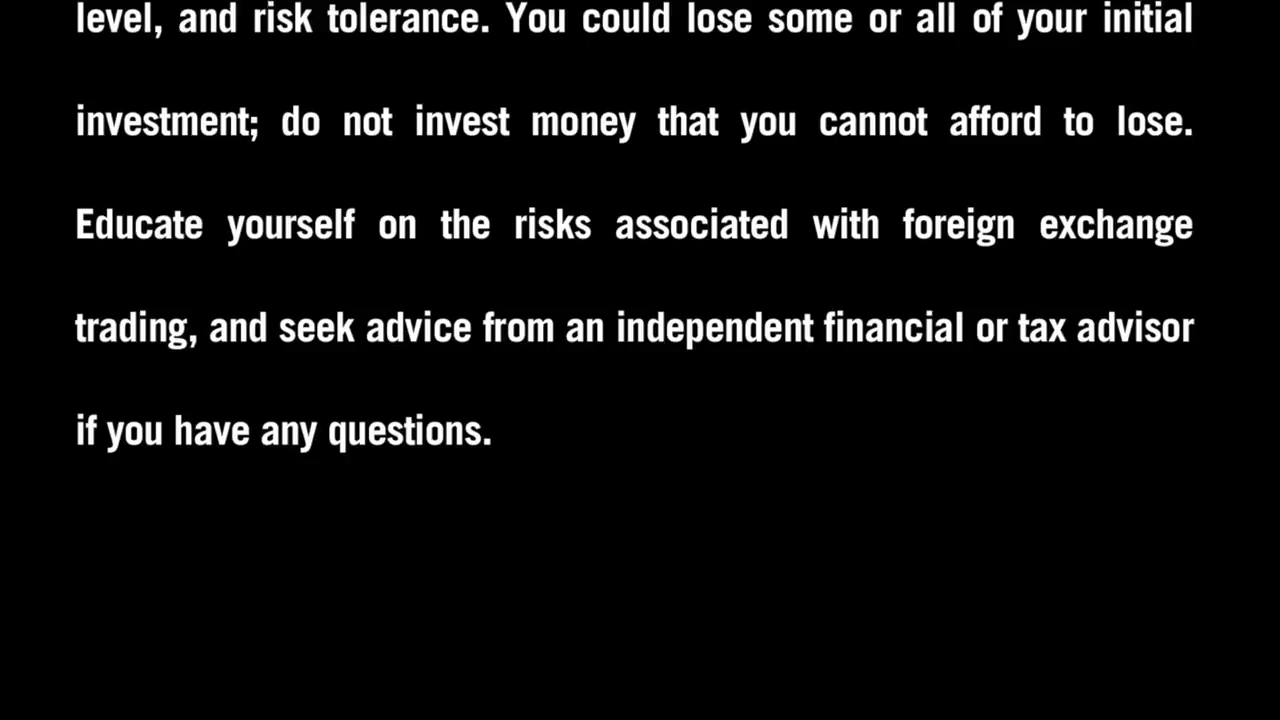 level, and risk tolerance. You could lose some or all of your initial
investment; do not invest money that you cannot afford to lose.
Educate yourself on the risks associated with foreign exchange
trading, and seek advice from an independent financial or tax advisor
if you have any questions.